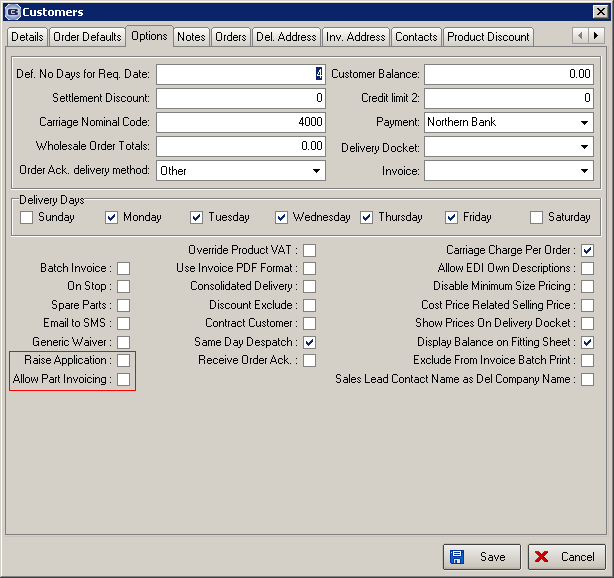 Customers
Details Order Defaults Options Notes Orders Del. Address Inv. Address Contacts Product Discount
Def. No Days for Req. Date: 4 Customer Balance: 0.00
Settlement Discount: 0 Credit limit 2: 0
Carriage Nominal Code: 4000 Payment: Northern Bank
Wholesale Order Totals: 0.00 Delivery Docket:
Order Ack. delivery method: Other Invoice:
Delivery Days
Sunday Monday Tuesday Wednesday Thursday Friday Saturday
Override Product VAT : Carriage Charge Per Order :
Batch Invoice : Use Invoice PDF Format : Allow EDI Own Descriptions :
On Stop : Consolidated Delivery : Disable Minimum Size Pricing :
Spare Parts : Discount Exclude : Cost Price Related Selling Price :
Email to SMS : Contract Customer : Show Prices On Delivery Docket :
Generic Waiver : Same Day Despatch : Display Balance on Fitting Sheet :
Raise Application : Receive Order Ack. : Exclude From Invoice Batch Print :
Allow Part Invoicing : Sales Lead Contact Name as Del Company Name :
Save Cancel